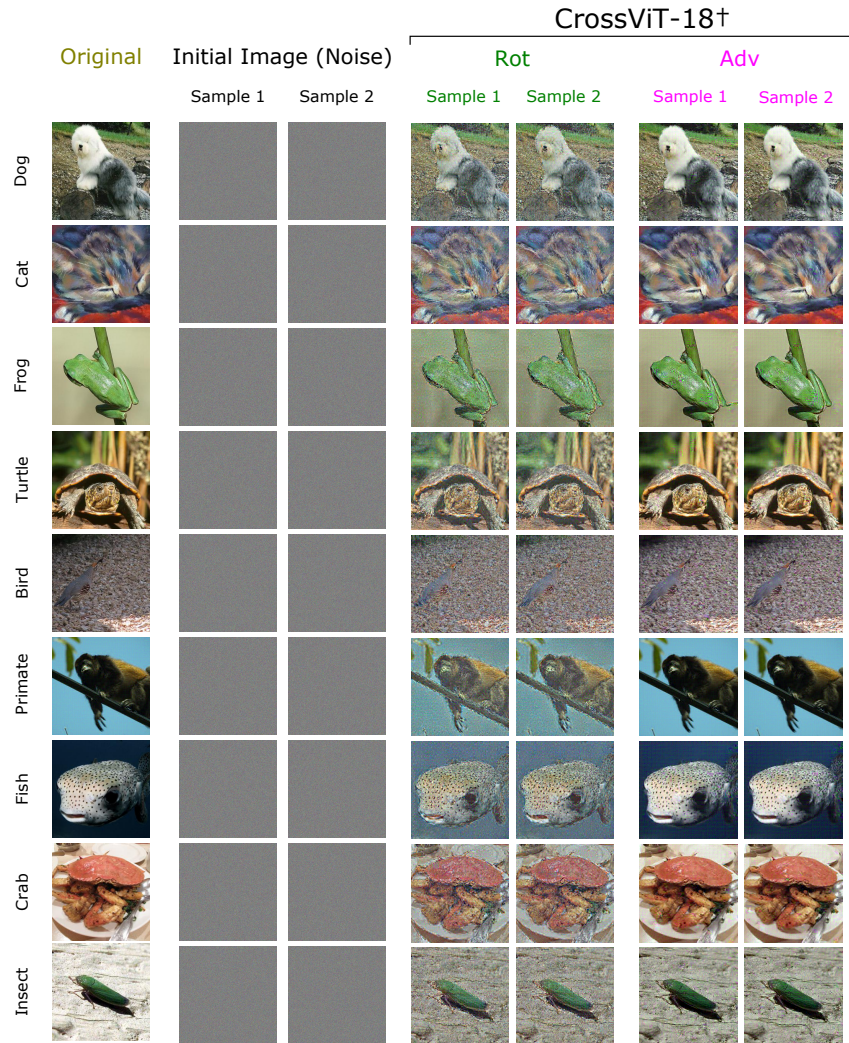 CrossViT-18†
Original Initial Image (Noise) Rot Adv
Sample 1 Sample 2 Sample 1 Sample 2 Sample 1 Sample 2
Dog
Cat
Frog
Turtle
Bird
Primate
Fish
Crab
Insect